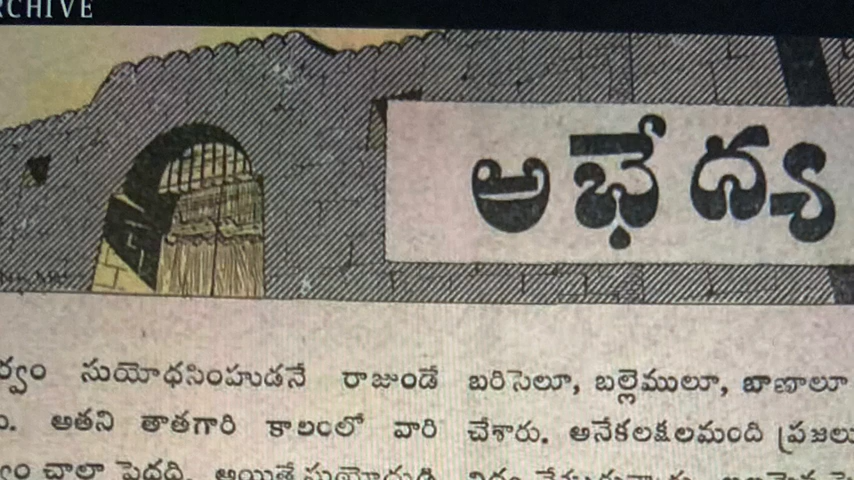 RCHIVE
అభేద్య
ర్వం సుయోధసింహుడనే రాజుండే
అతని తాతగారి కాలంలో వారి
చాలా పెద్దది.
బరిసెలూ, బల్లెములూ, బాణాలూ
చేశారు. అనేకలక్షలమంది ప్రజలు